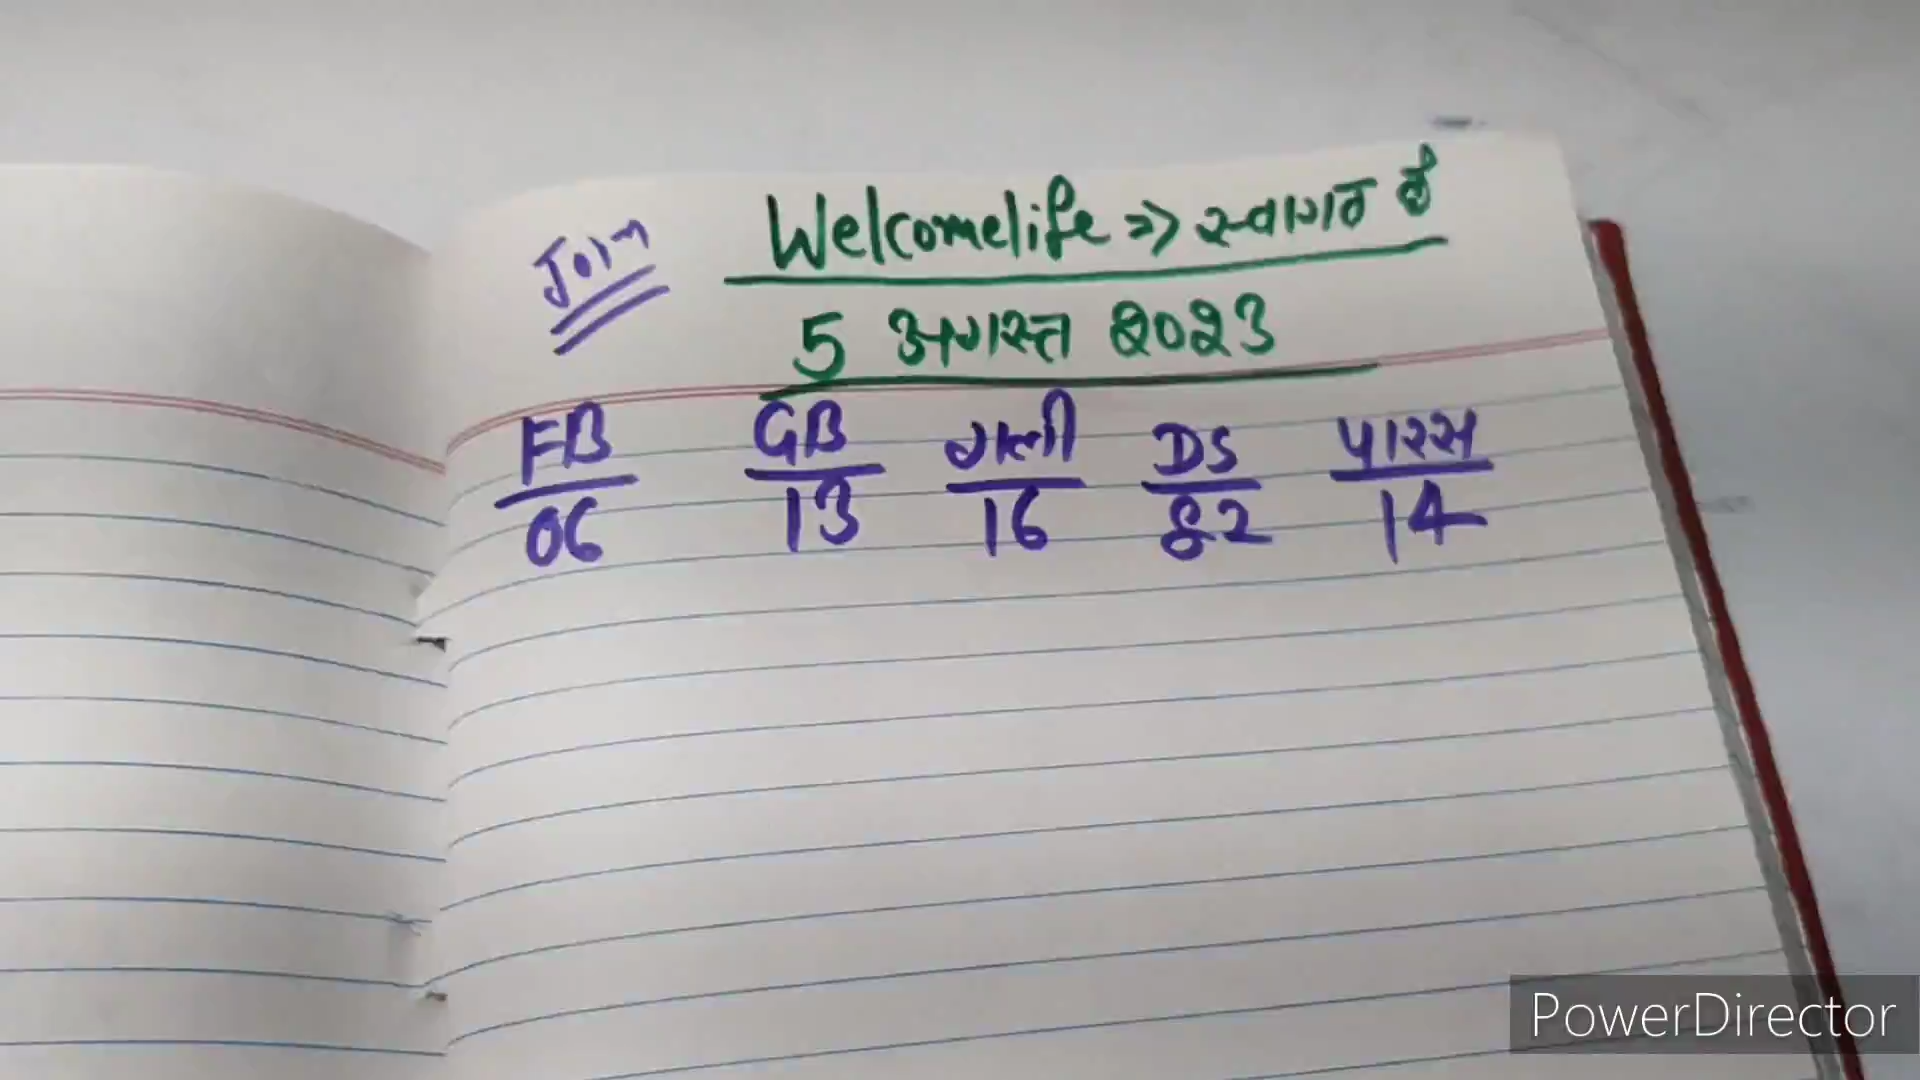 Join
Welcomelife => स्वागत है
5 अगस्त 2023
FB GB गली DS पारस
06 13 16 82 14
PowerDirector